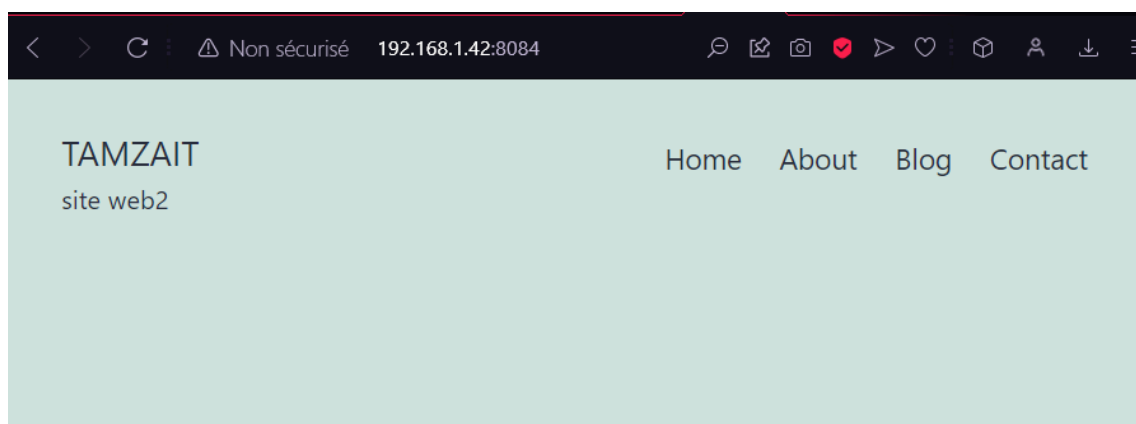 Non sécurisé 192.168.1.42:8084
TAMZAIT
Home About Blog Contact
site web2